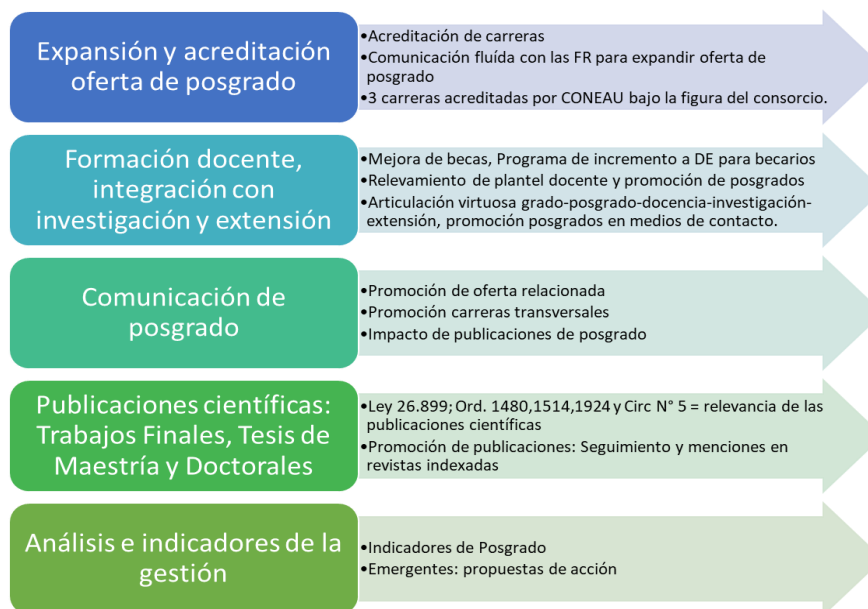 Expansión y acreditación
oferta de posgrado
•Acreditación de carreras
•Comunicación fluída con las FR para expandir oferta de
posgrado
•3 carreras acreditadas por CONEAU bajo la figura del consorcio.
Formación docente,
integración con
investigación y extensión
•Mejora de becas, Programa de incremento a DE para becarios
•Relevamiento de plantel docente y promoción de posgrados
•Articulación virtuosa grado-posgrado-docencia-investigación-
extensión, promoción posgrados en medios de contacto.
Comunicación de
posgrado
•Promoción de oferta relacionada
•Promoción carreras transversales
•Impacto de publicaciones de posgrado
Publicaciones científicas:
Trabajos Finales, Tesis de
Maestría y Doctorales
•Ley 26.899; Ord. 1480,1514,1924 y Circ N° 5 = relevancia de las
publicaciones científicas
•Promoción de publicaciones: Seguimiento y menciones en
revistas indexadas
Análisis e indicadores de la
gestión
•Indicadores de Posgrado
•Emergentes: propuestas de acción